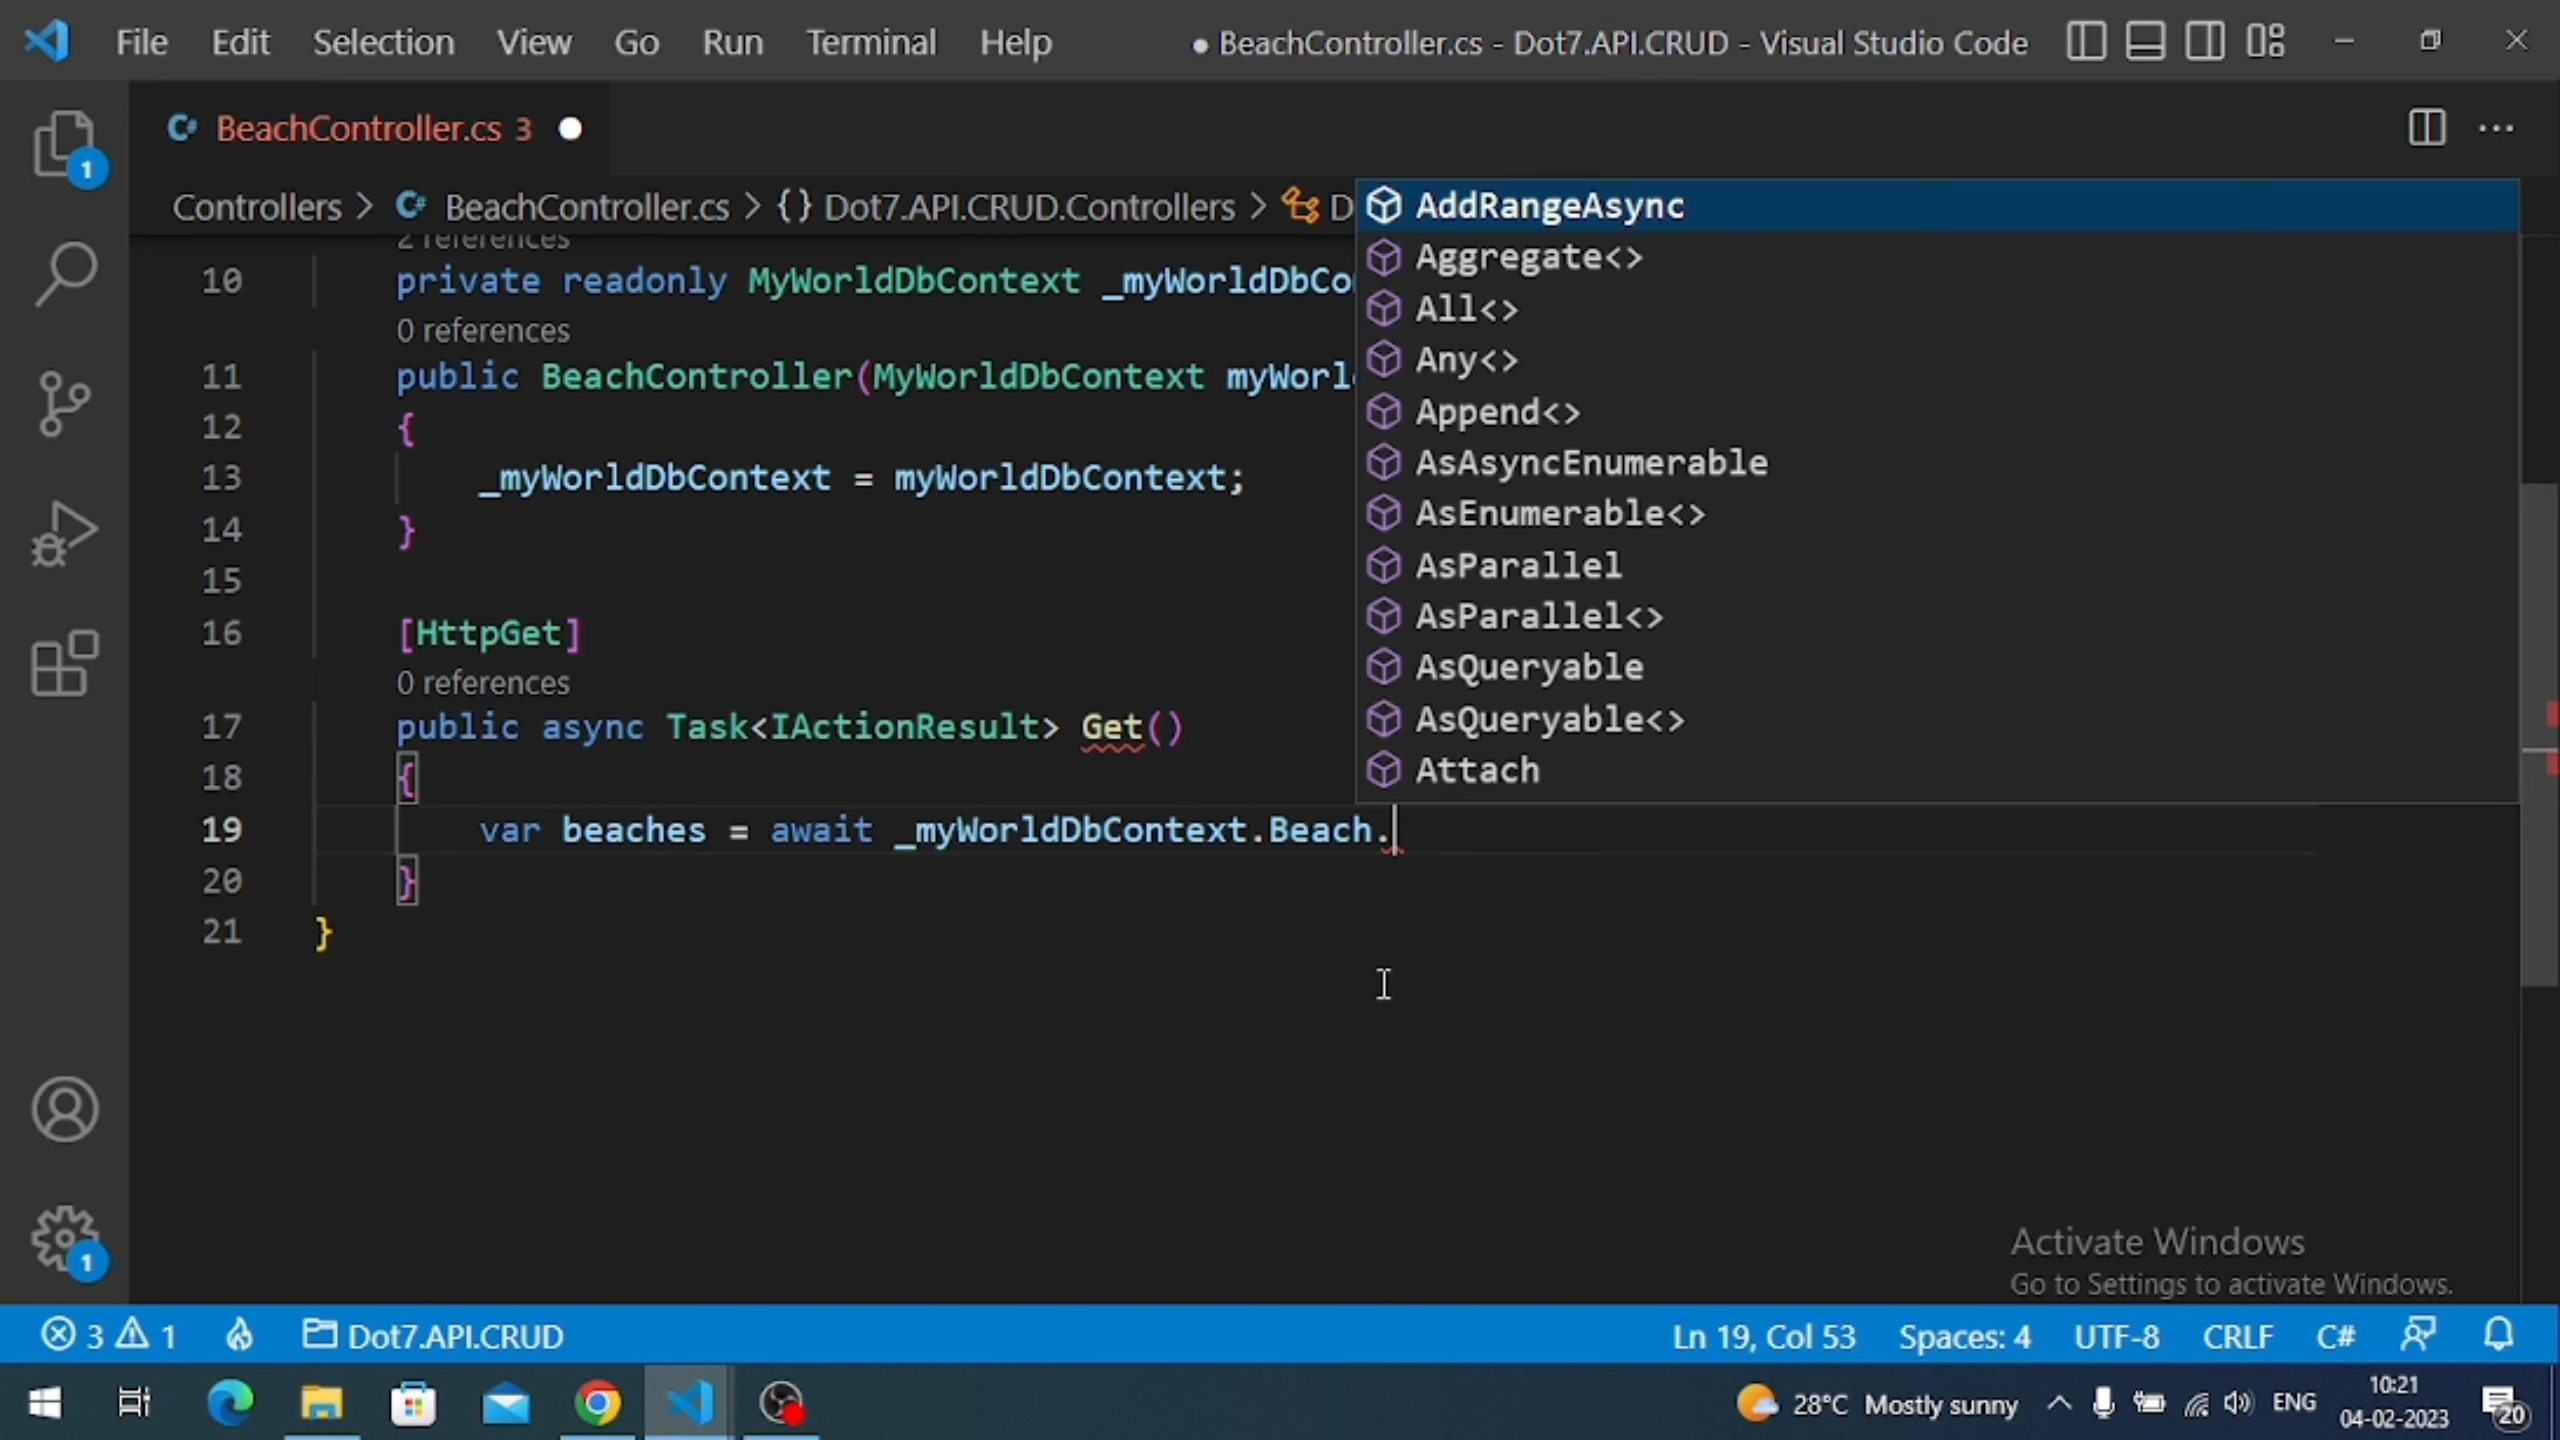 File Edit Selection View Go Run Terminal Help ● BeachController.cs - Dot7.API.CRUD - Visual Studio Code
C# BeachController.cs 3 ● ...
1
Controllers > C# BeachController.cs > {} Dot7.API.CRUD.Controllers > D
2 references
10 private readonly MyWorldDbContext _myWorldDbCo
0 references
11 public BeachController(MyWorldDbContext myWorl
12 {
13 _myWorldDbContext = myWorldDbContext;
14 }
15
16 [HttpGet]
0 references
17 public async Task<IActionResult> Get()
18 {
19 var beaches = await _myWorldDbContext.Beach.
20 }
21 }
AddRangeAsync
Aggregate<>
All<>
Any<>
Append<>
AsAsyncEnumerable
AsEnumerable<>
AsParallel
AsParallel<>
AsQueryable
AsQueryable<>
Attach
1
Activate Windows
Go to Settings to activate Windows.
3 1 Dot7.API.CRUD Ln 19, Col 53 Spaces: 4 UTF-8 CRLF C#
28°C Mostly sunny ENG 10:21
04-02-2023
20